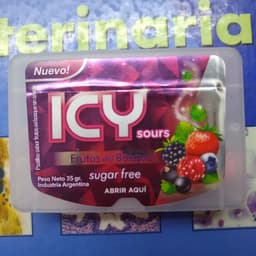 terinaria
Nuevo!
ICY
sours
Frutos del Bosque
sugar free
Peso Neto 35 gr.
Industria Argentina
ABRIR AQUÍ